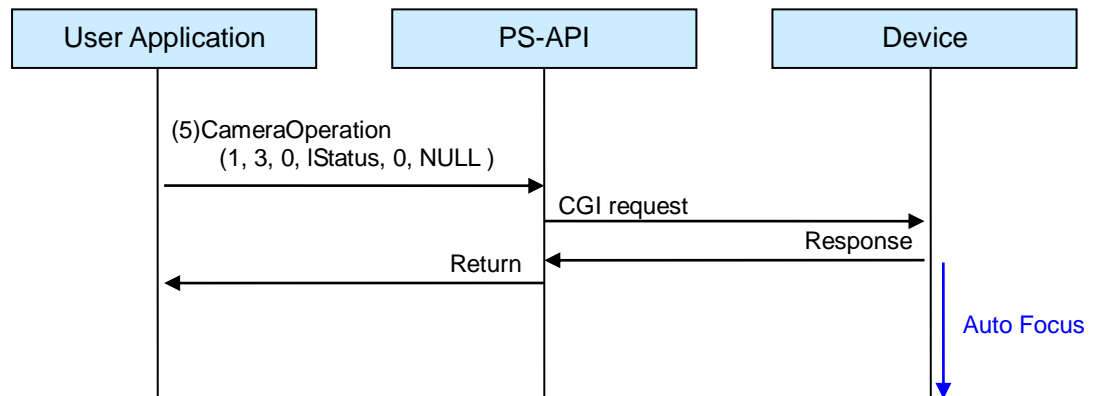 User Application
PS-API
Device
(5)CameraOperation
(1, 3, 0, lStatus, 0, NULL )
CGI request
Response
Return
Auto Focus